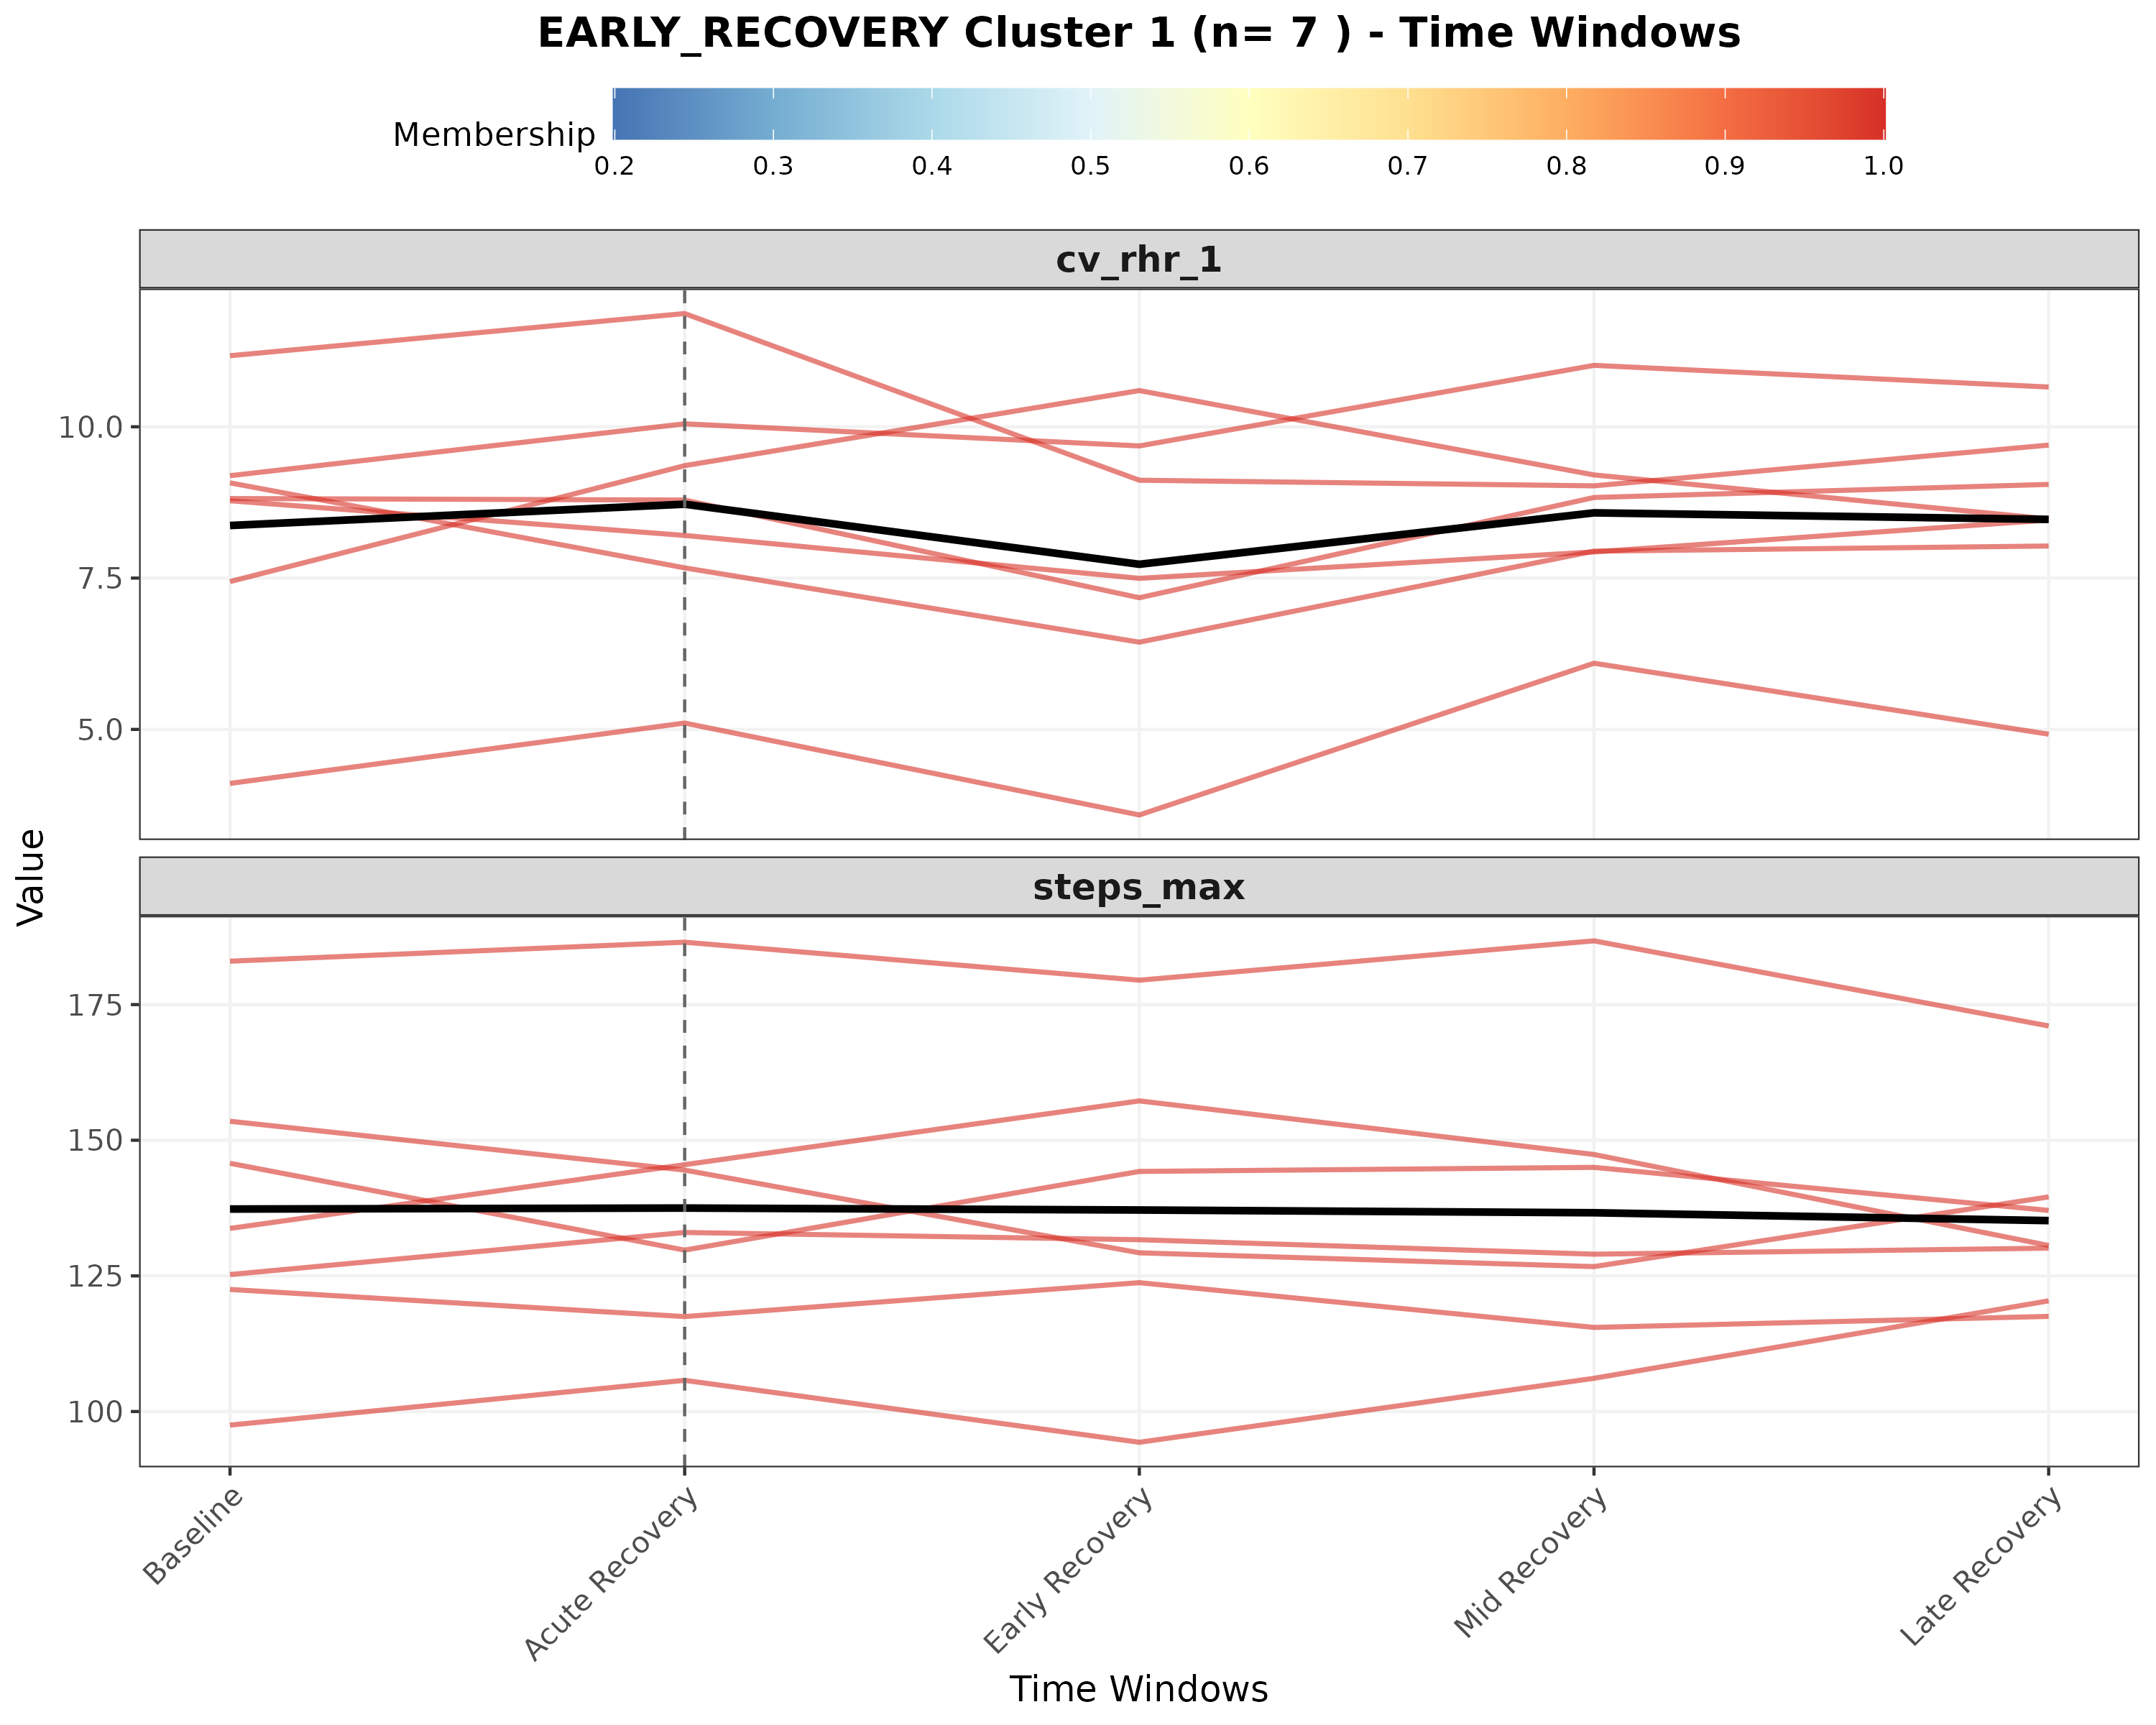 EARLY_RECOVERY Cluster 1 (n= 7 ) - Time Windows
Membership
0.2 0.3 0.4 0.5 0.6 0.7 0.8 0.9 1.0
cv_rhr_1
10.0
7.5
5.0
Value
steps_max
175
150
125
100
Baseline Acute Recovery Early Recovery Mid Recovery Late Recovery
Time Windows